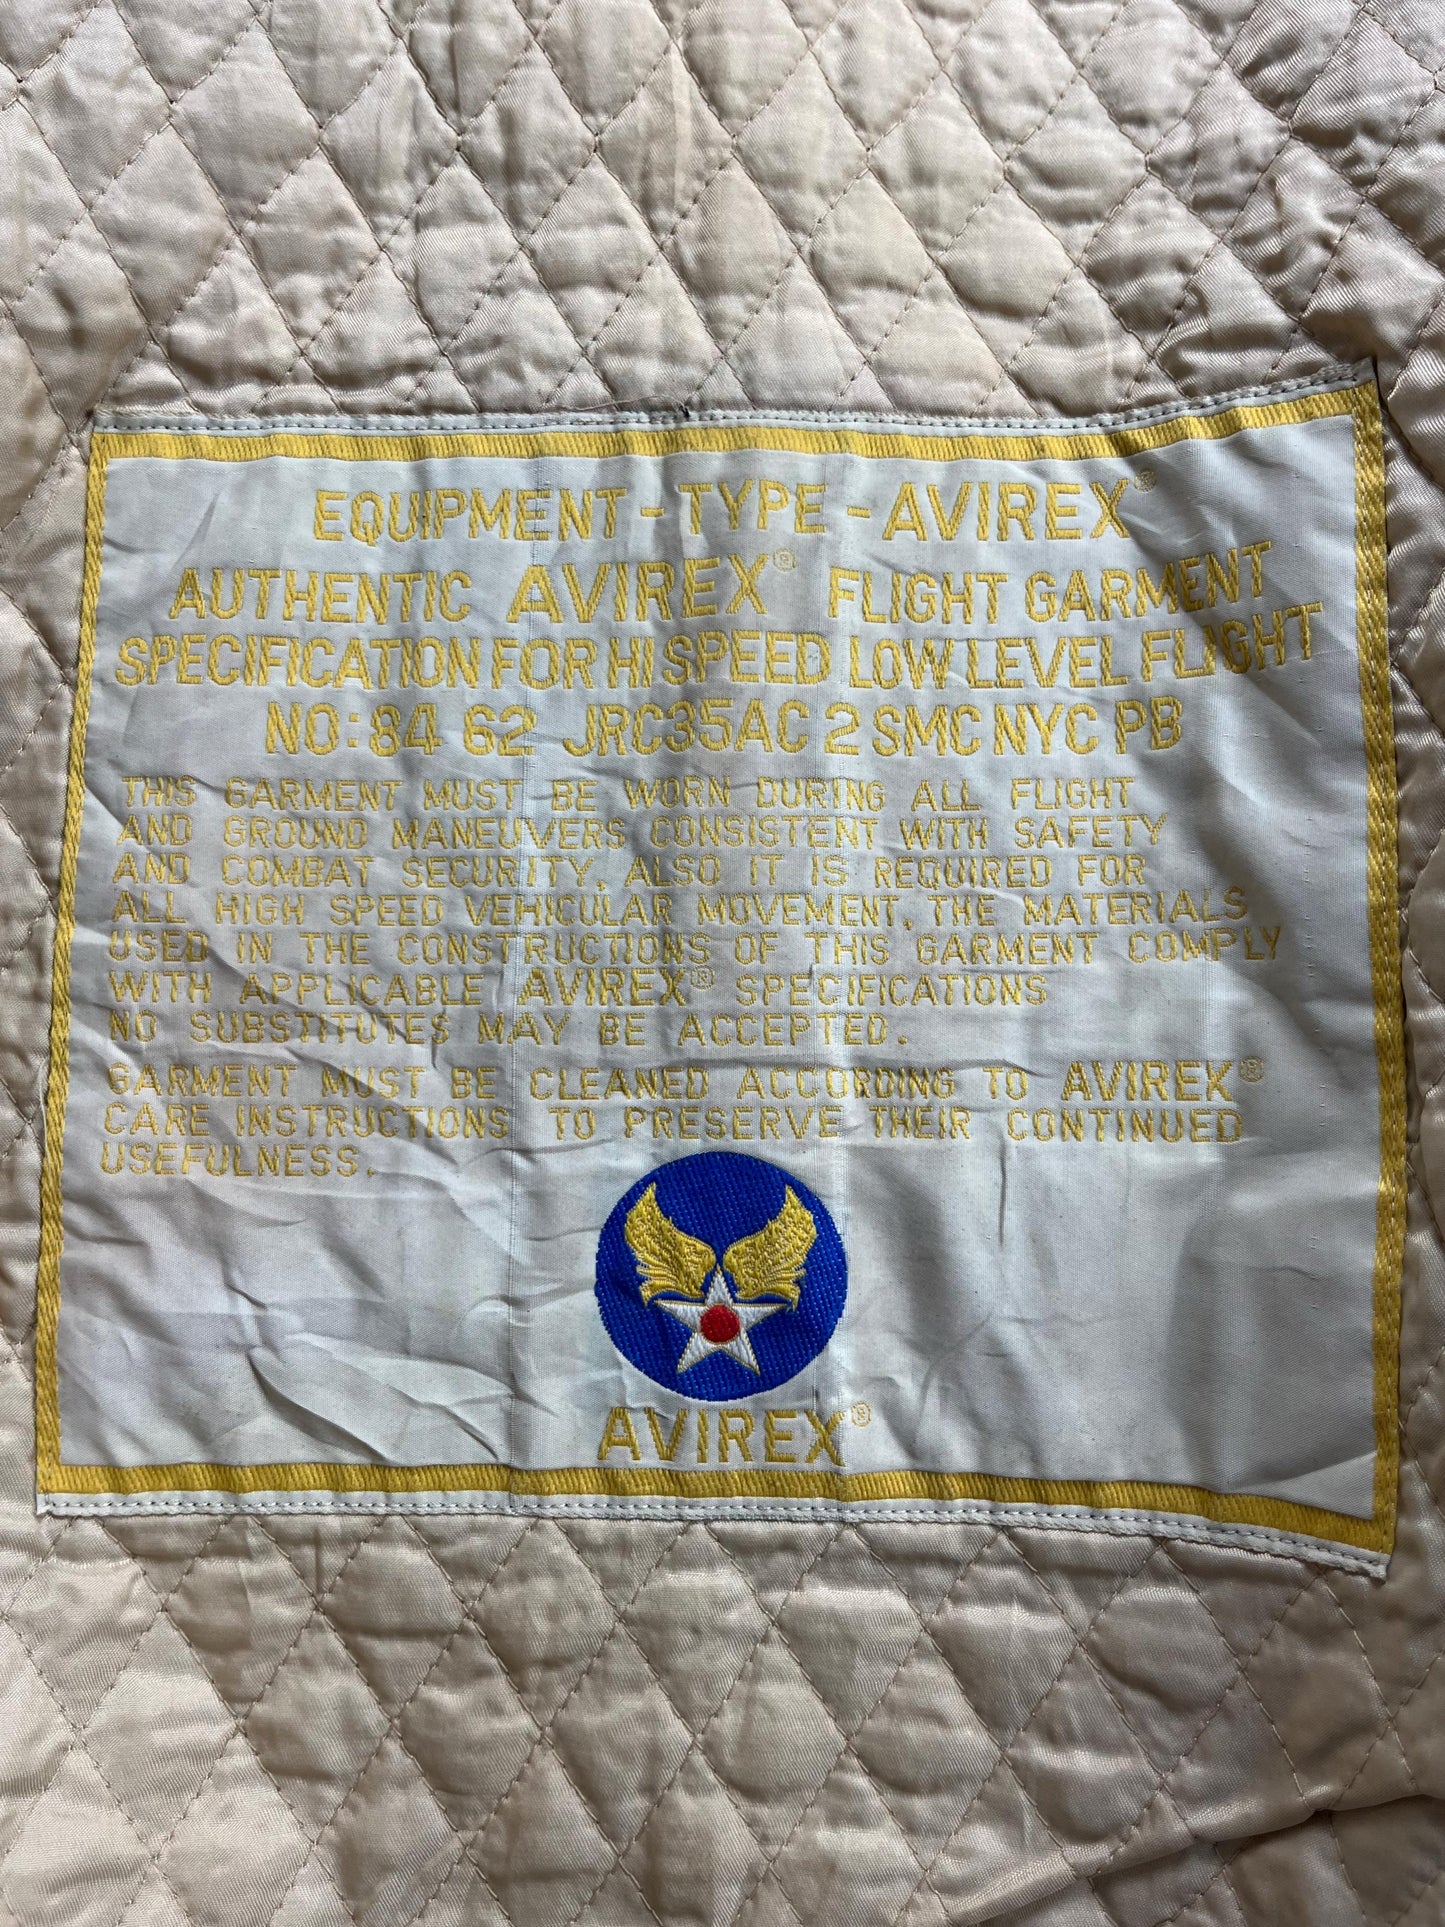 EQUIPMENT - TYPE - AVIREX®
AUTHENTIC AVIREX® FLIGHT GARMENT
SPECIFICATION FOR HI SPEED LOW LEVEL FLIGHT
NO: 84 62 JRC35AC 2 SMC NYC PB
THIS GARMENT MUST BE WORN DURING ALL FLIGHT
AND GROUND MANEUVERS CONSISTENT WITH SAFETY
AND COMBAT SECURITY. ALSO IT IS REQUIRED FOR
ALL HIGH SPEED VEHICULAR MOVEMENT. THE MATERIALS
USED IN THE CONSTRUCTIONS OF THIS GARMENT COMPLY
WITH APPLICABLE AVIREX® SPECIFICATIONS
NO SUBSTITUTES MAY BE ACCEPTED.
GARMENT MUST BE CLEANED ACCORDING TO AVIREX®
CARE INSTRUCTIONS TO PRESERVE THEIR CONTINUED
USEFULNESS.
AVIREX®